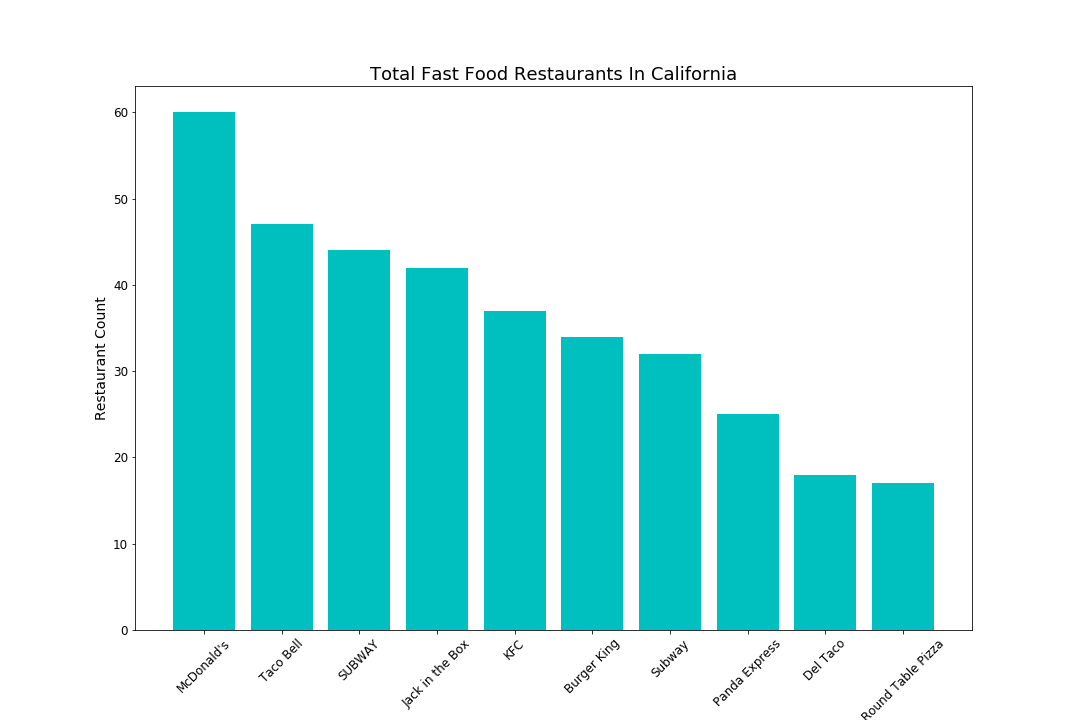 Total Fast Food Restaurants In California
Restaurant Count
60
50
40
30
20
10
0
McDonald's
Taco Bell
SUBWAY
Jack in the Box
KFC
Burger King
Subway
Panda Express
Del Taco
Round Table Pizza